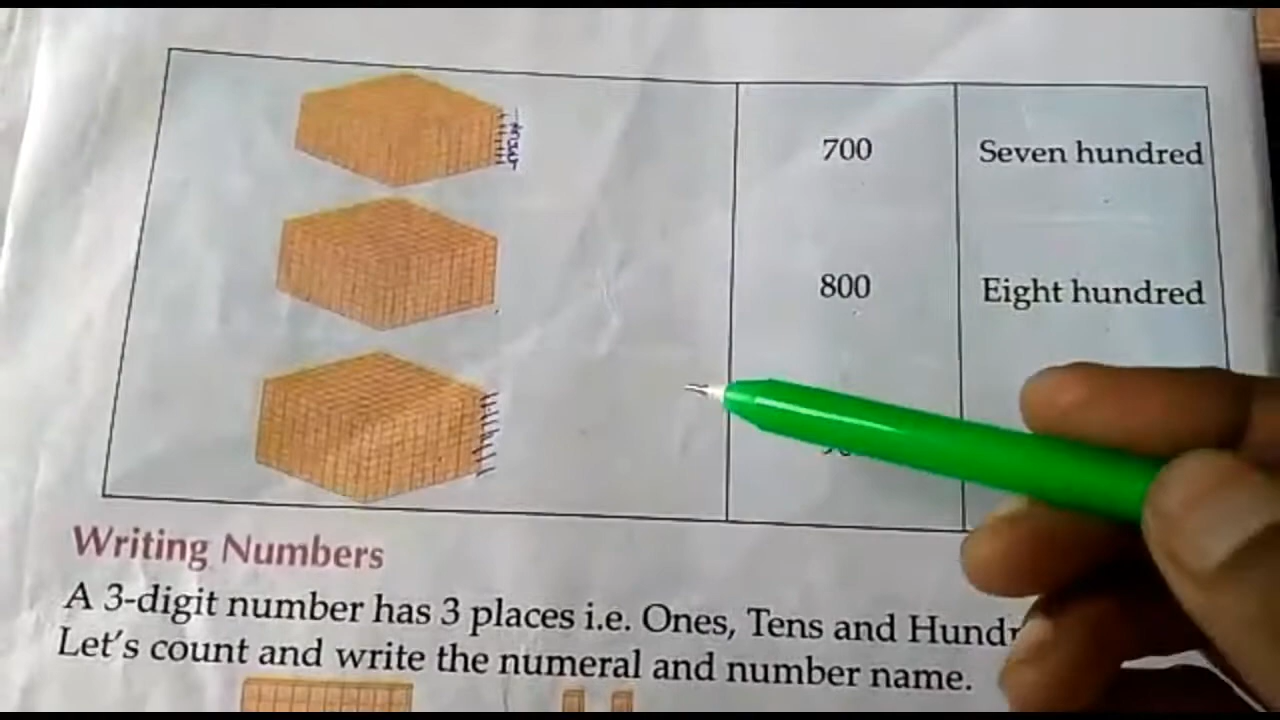 700 Seven hundred
800 Eight hundred
Writing Numbers
A 3-digit number has 3 places i.e. Ones, Tens and
Let's count and write the numeral and number name.